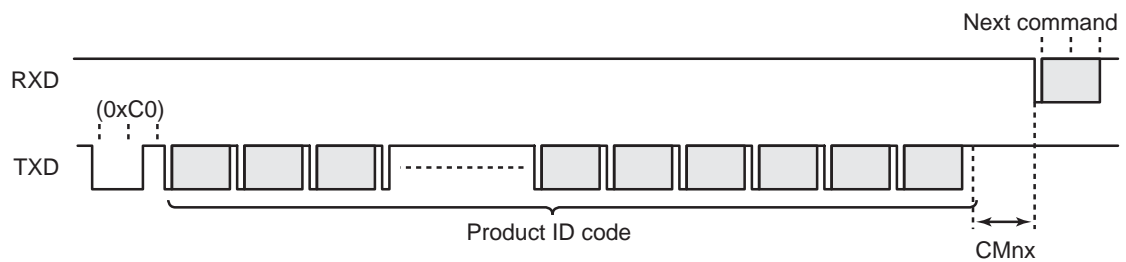 Next command
RXD
(0xC0)
TXD
Product ID code
CMnx